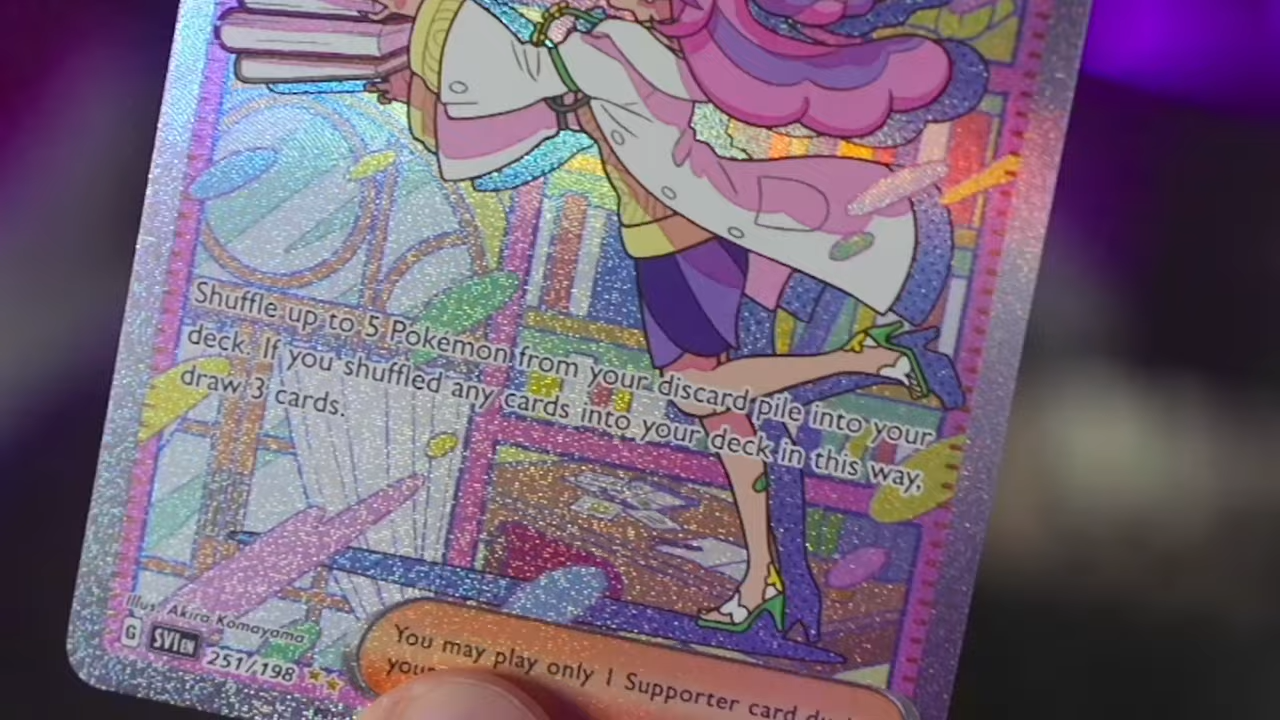 Shuffle up to 5 Pokémon from your discard pile into your
deck. If you shuffled any cards into your deck in this way,
draw 3 cards.
Illus. Akira Komayama
G SVI EN 251/198
You may play only 1 Supporter card